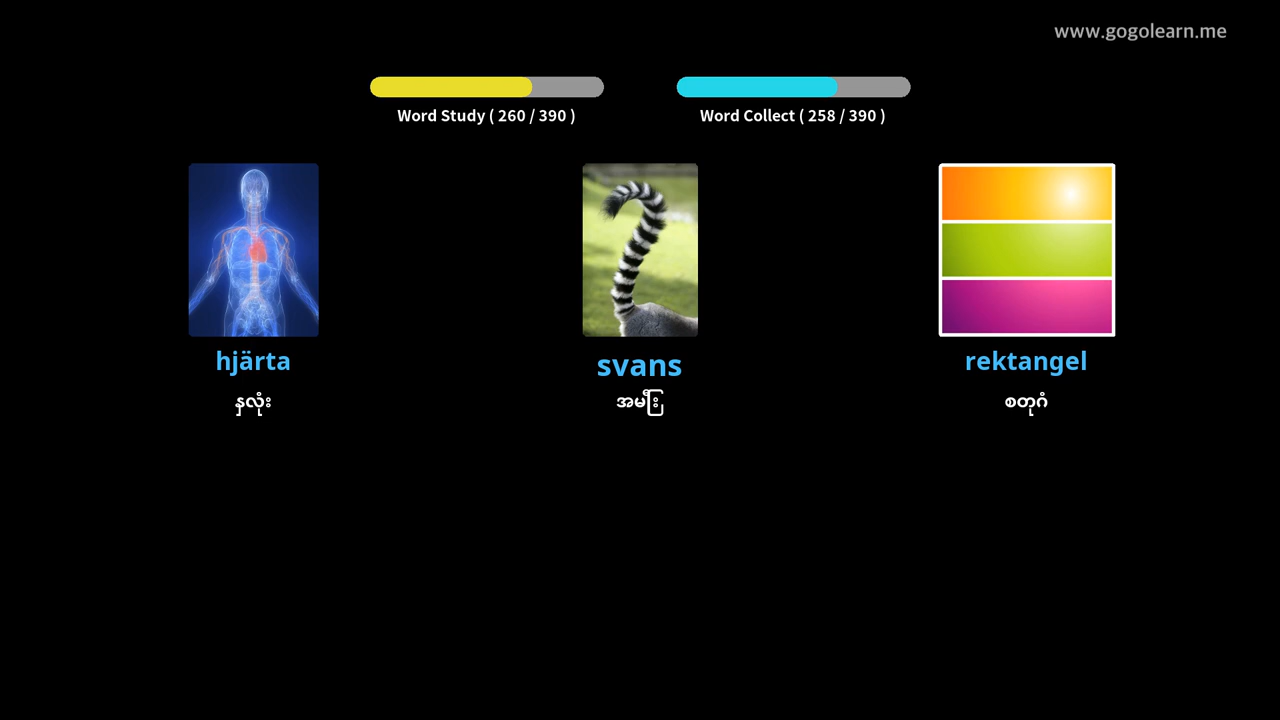 www.gogolearn.me
Word Study ( 260 / 390 )
Word Collect ( 258 / 390 )
hjärta
svans
rektangel
နှလုံး
အမြီး
စတုဂံ